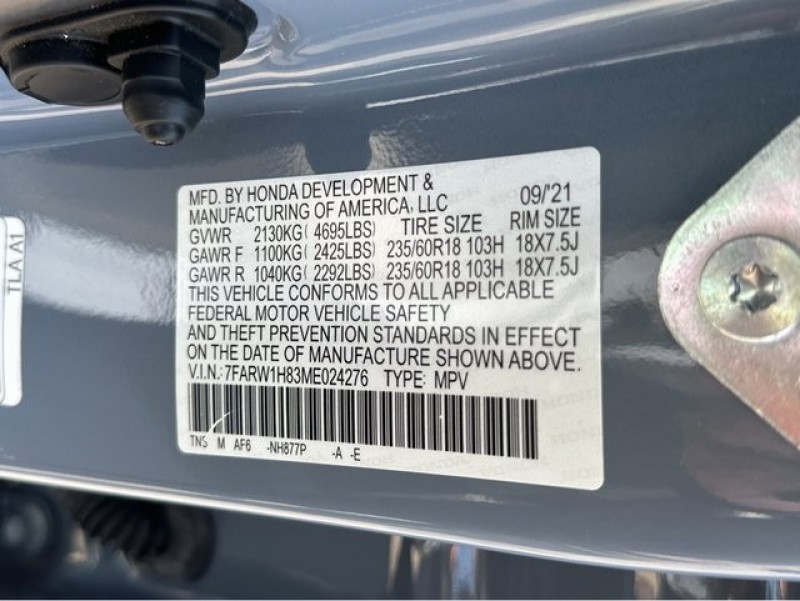 MFD. BY HONDA DEVELOPMENT &
MANUFACTURING OF AMERICA, LLC 09/'21
GVWR 2130KG( 4695LBS) TIRE SIZE RIM SIZE
GAWR F 1100KG( 2425LBS) 235/60R18 103H 18X7.5J
GAWR R 1040KG( 2292LBS) 235/60R18 103H 18X7.5J
THIS VEHICLE CONFORMS TO ALL APPLICABLE
FEDERAL MOTOR VEHICLE SAFETY
AND THEFT PREVENTION STANDARDS IN EFFECT
ON THE DATE OF MANUFACTURE SHOWN ABOVE.
V.I.N.:7FARW1H83ME024276 TYPE: MPV
TNS M AF6 -NH877P -A -E
TLA A1